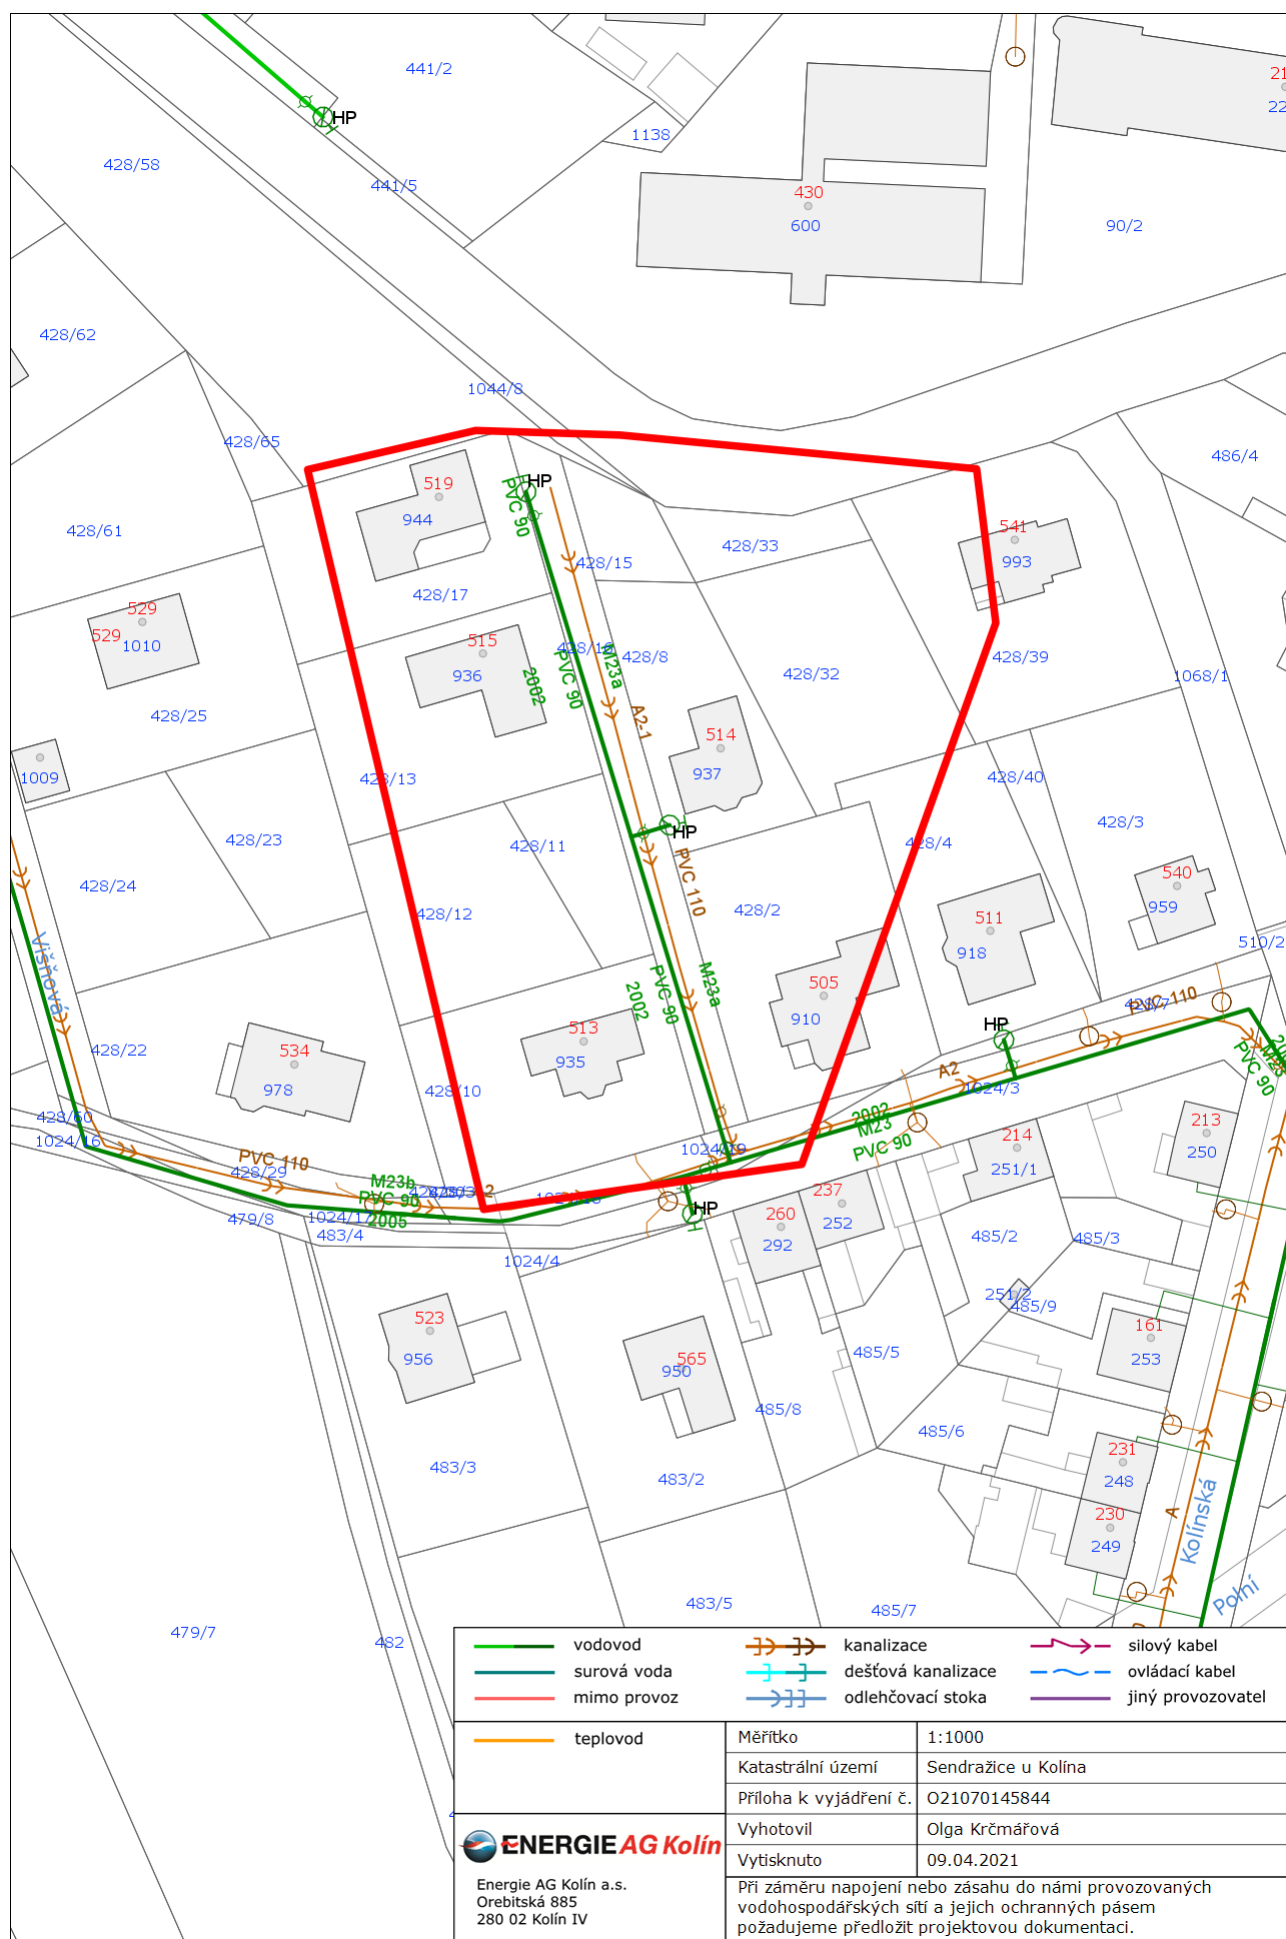 441/2
HP
428/58
441/5
1138
430
600
90/2
21
22
428/62
1044/8
428/65
486/4
428/61
519
944
HP
PVC 90
428/15
428/33
541
993
428/17
529
529
1010
515
936
428/16
PVC 90
M23a
428/8
2002
428/32
428/39
1068/1
428/25
A2-1
514
937
1009
428/13
428/40
428/23
428/11
HP
PVC 110
428/4
428/3
428/24
428/12
428/2
540
959
511
918
510/2
Višňová
M23a
PVC 90
2002
505
910
428/7
PVC 110
HP
428/22
513
935
534
978
428/10
A2
1024/3
PVC 90
M23
PVC 90
2002
428/60
1024/16
PVC 110
428/29
M23b
PVC 90
2005
1024/17
1024/19
214
251/1
213
250
479/8
483/4
1024/4
HP
237
252
260
292
485/2
485/3
251/2
485/9
523
956
565
950
161
253
485/5
485/8
485/6
483/3
483/2
231
248
230
249
A
Kolínská
Polní
483/5
485/7
479/7
482
vodovod
kanalizace
silový kabel
surová voda
dešťová kanalizace
ovládací kabel
mimo provoz
odlehčovací stoka
jiný provozovatel
teplovod
Měřítko 1:1000
Katastrální území Sendražice u Kolína
Příloha k vyjádření č. O21070145844
Vyhotovil Olga Krčmářová
Vytisknuto 09.04.2021
ENERGIE AG Kolín
Energie AG Kolín a.s.
Orebitská 885
280 02 Kolín IV
Při záměru napojení nebo zásahu do námi provozovaných
vodohospodářských sítí a jejich ochranných pásem
požadujeme předložit projektovou dokumentaci.